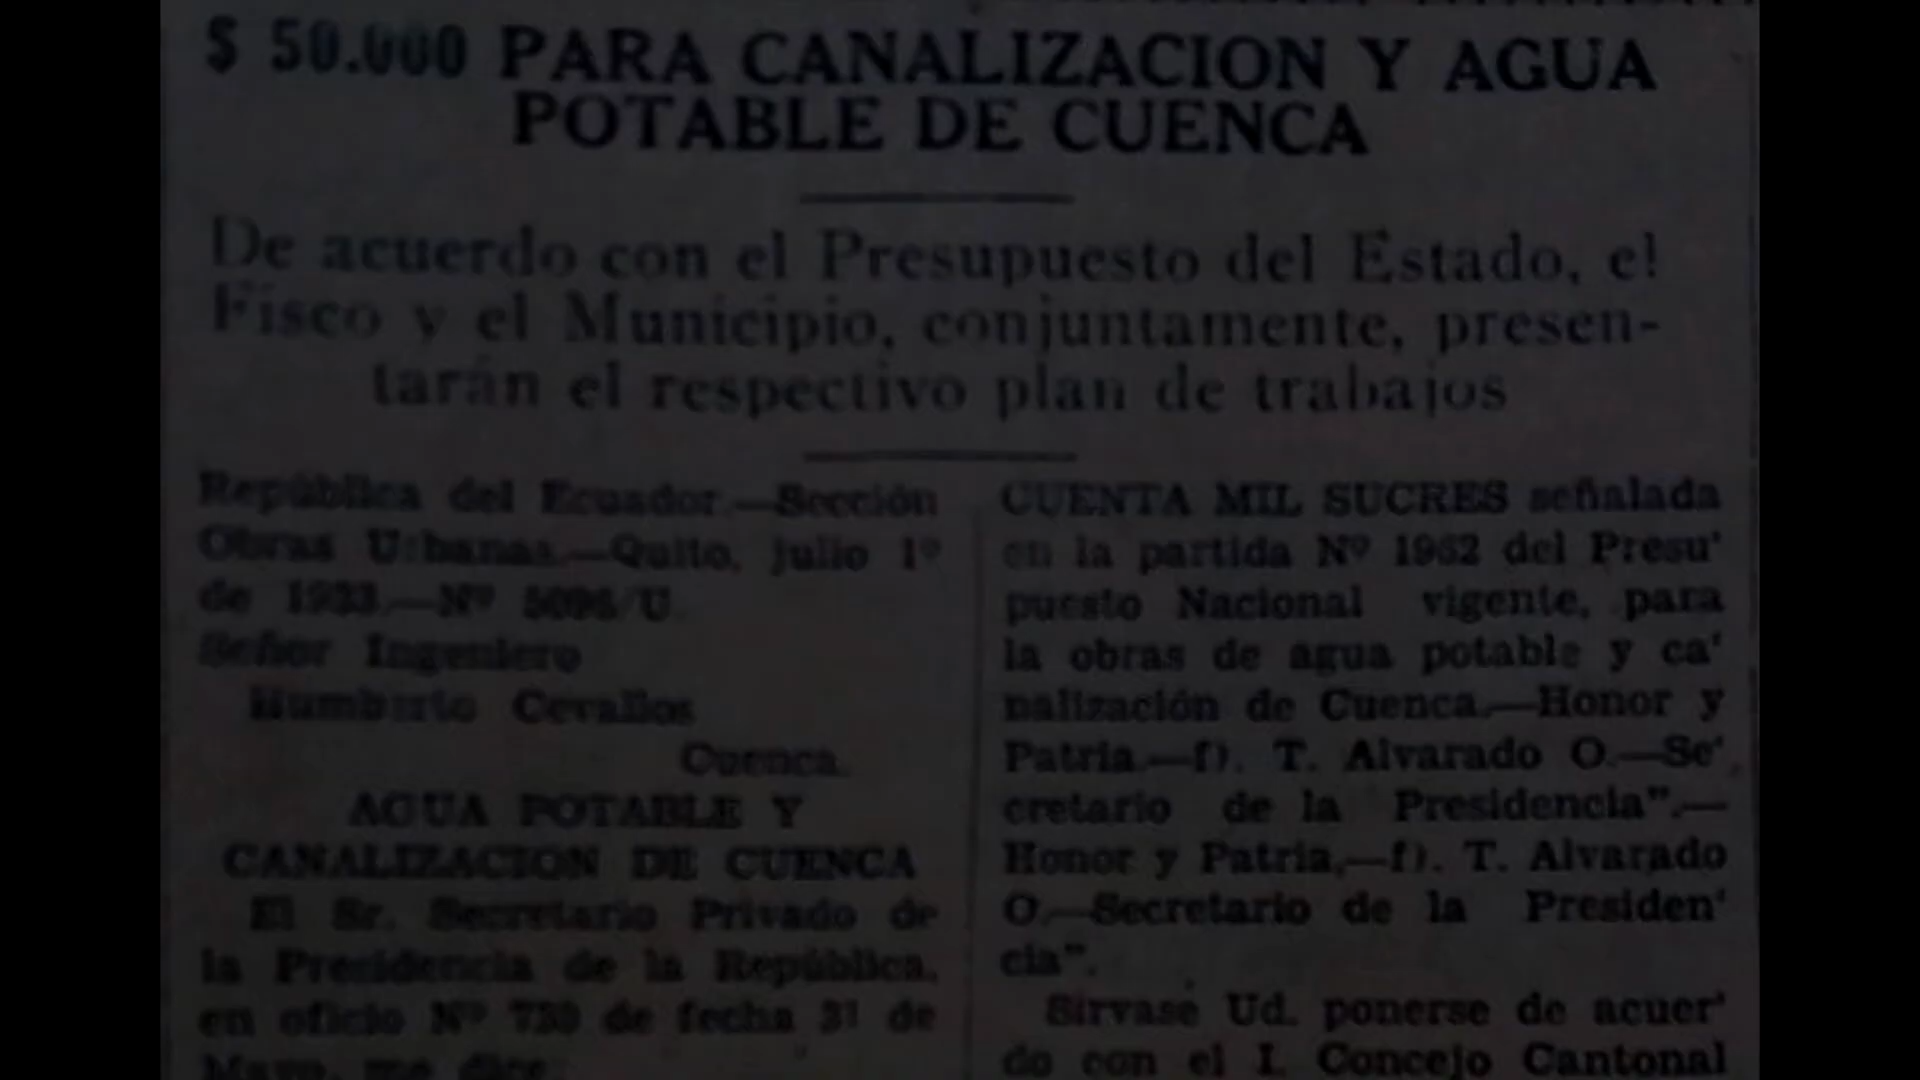 $ 50.000 PARA CANALIZACION Y AGUA
POTABLE DE CUENCA
De acuerdo con el Presupuesto del Estado, el
Fisco y el Municipio, conjuntamente, presen-
tarán el respectivo plan de trabajos
República del Ecuador.—Sección
Obras Urbanas.—Quito, julio 1º
de 1933.—Nº 5096/U
Señor Ingeniero
Humberto Cevallos
Cuenca.
AGUA POTABLE Y
CANALIZACION DE CUENCA
El Sr. Secretario Privado de
la Presidencia de la República,
en oficio Nº 730 de fecha 31 de
Mayo, me dice:
CUENTA MIL SUCRES señalada
en la partida Nº 1962 del Presu'
puesto Nacional vigente, para
la obras de agua potable y ca'
nalización de Cuenca.—Honor y
Patria.—f). T. Alvarado O.—Se'
cretario de la Presidencia".—
Honor y Patria,—f). T. Alvarado
O.—Secretario de la Presiden'
cia".
Sírvase Ud. ponerse de acuer'
do con el I. Concejo Cantonal